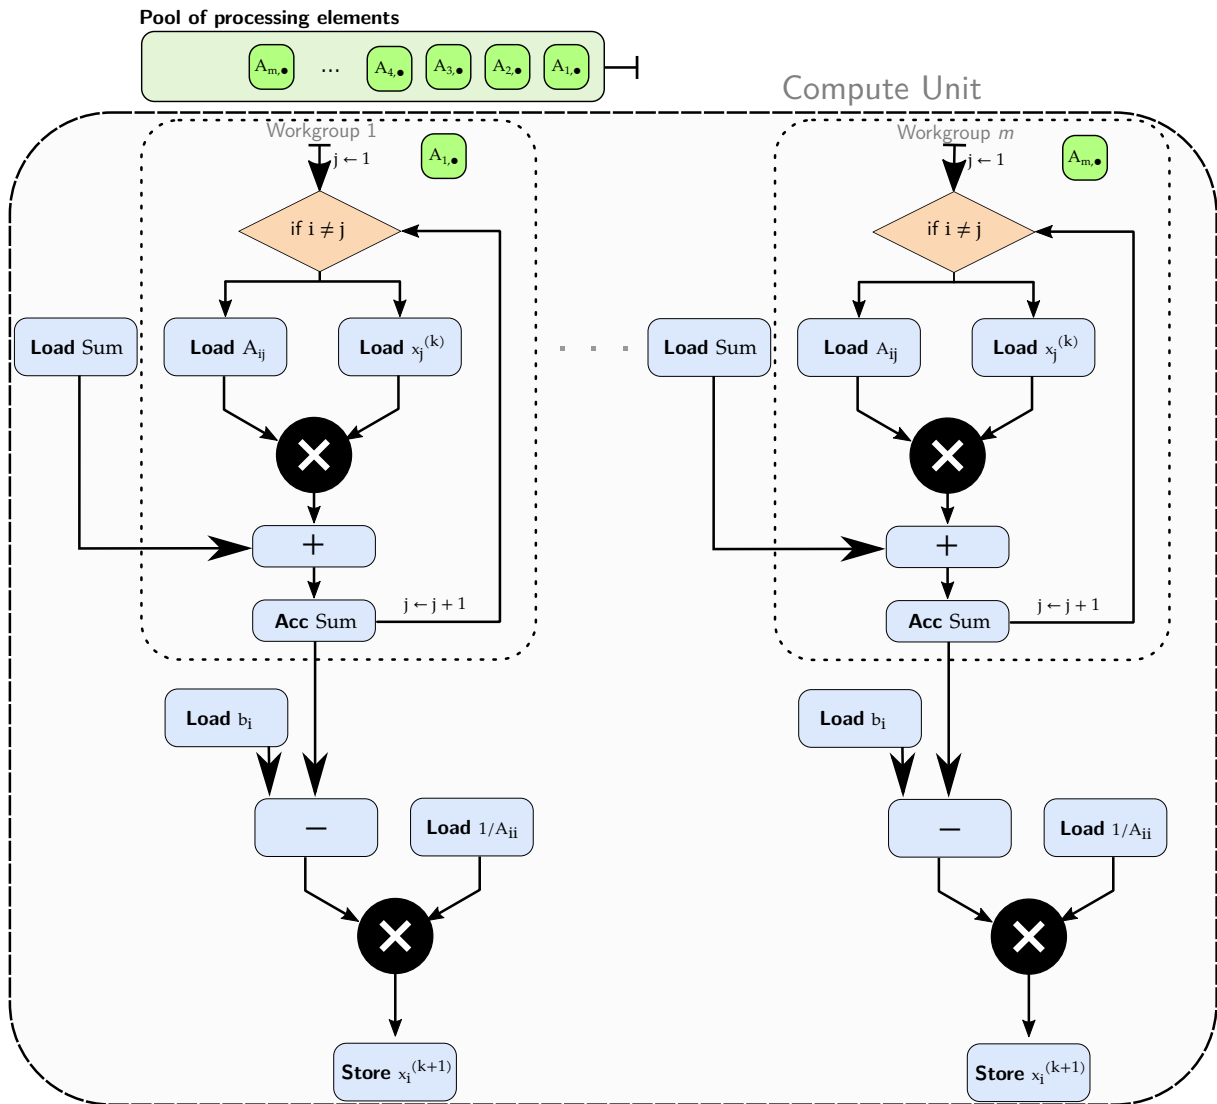 Pool of processing elements
Aₘ,● ... A₄,● A₃,● A₂,● A₁,●
Compute Unit
Workgroup 1
j ← 1
A₁,●
if i ≠ j
Load Sum
Load Aᵢⱼ
Load xⱼ⁽ᵏ⁾
×
+
Acc Sum
j ← j + 1
Load bᵢ
−
Load 1/Aᵢᵢ
×
Store xᵢ⁽ᵏ⁺¹⁾
. . .
Workgroup m
j ← 1
Aₘ,●
if i ≠ j
Load Sum
Load Aᵢⱼ
Load xⱼ⁽ᵏ⁾
×
+
Acc Sum
j ← j + 1
Load bᵢ
−
Load 1/Aᵢᵢ
×
Store xᵢ⁽ᵏ⁺¹⁾